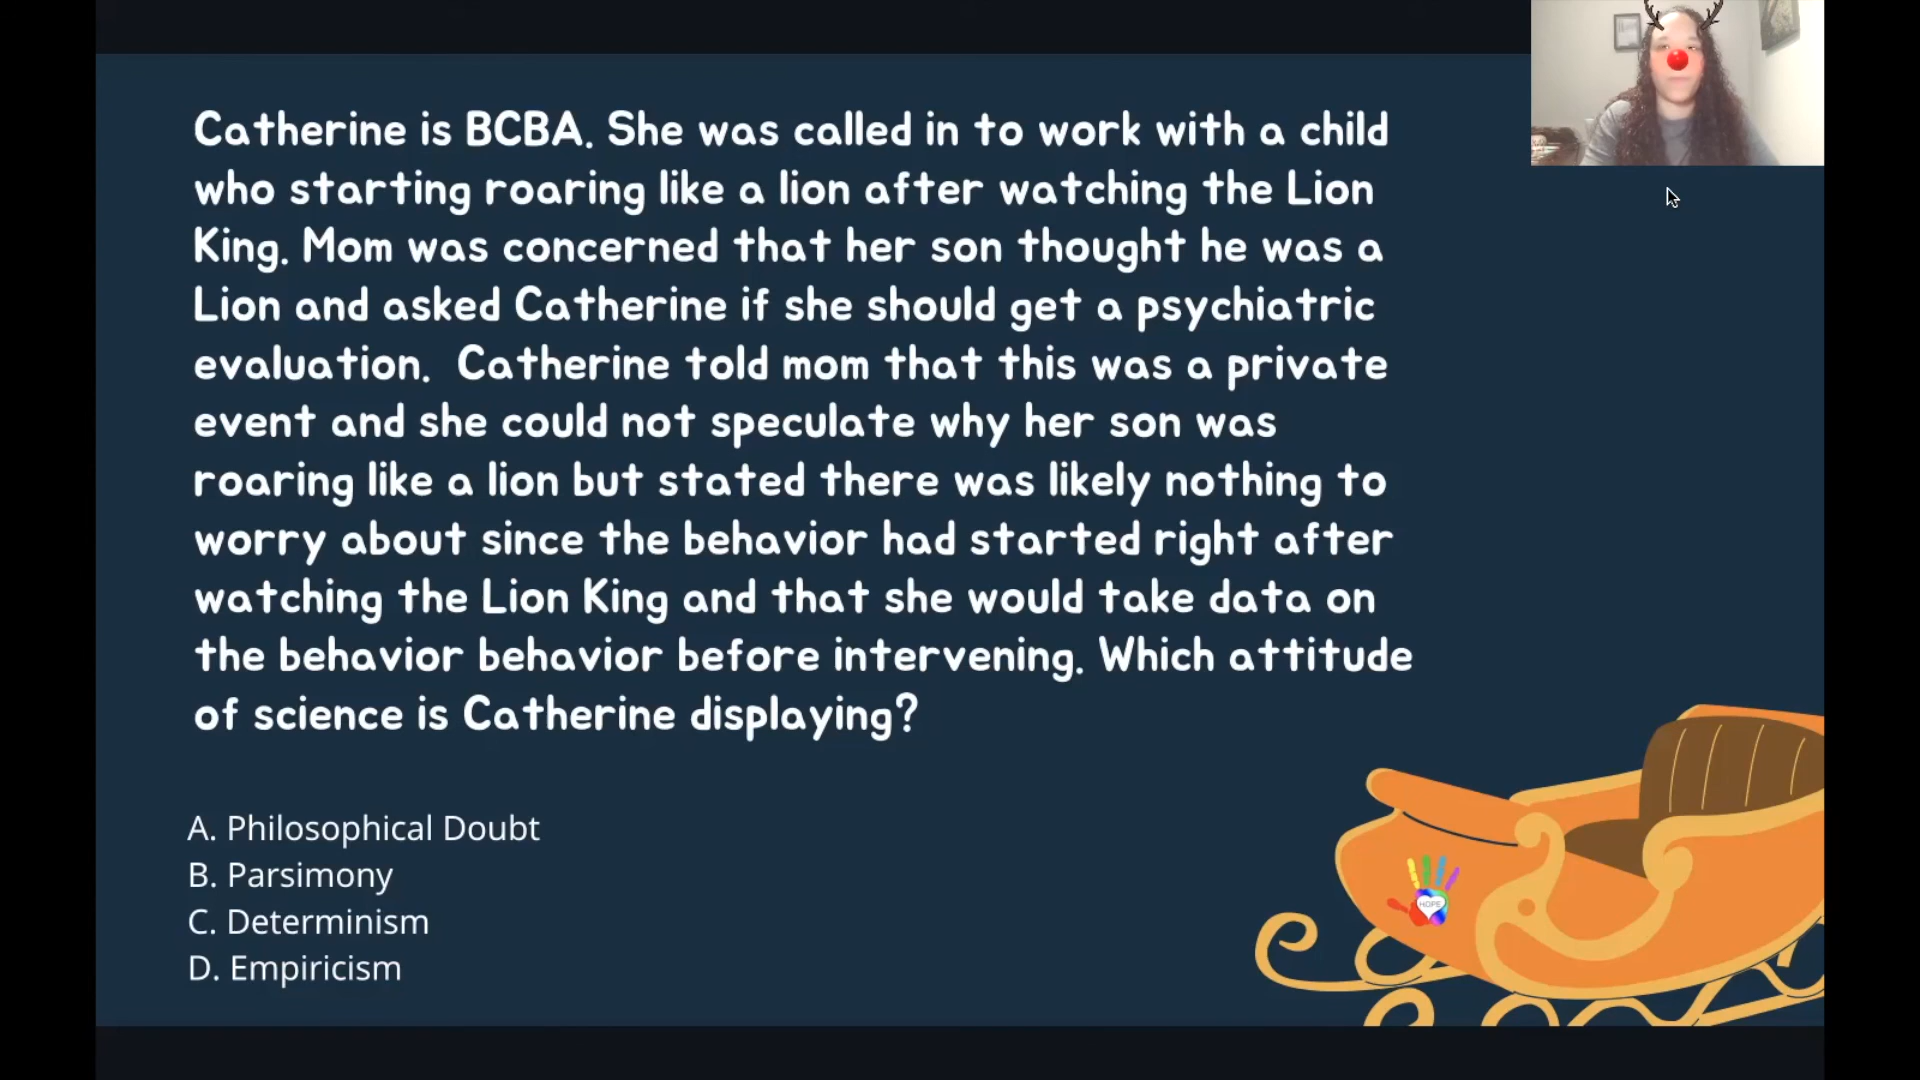 Catherine is BCBA. She was called in to work with a child
who starting roaring like a lion after watching the Lion
King. Mom was concerned that her son thought he was a
Lion and asked Catherine if she should get a psychiatric
evaluation.  Catherine told mom that this was a private
event and she could not speculate why her son was
roaring like a lion but stated there was likely nothing to
worry about since the behavior had started right after
watching the Lion King and that she would take data on
the behavior behavior before intervening. Which attitude
of science is Catherine displaying?
A. Philosophical Doubt
B. Parsimony
C. Determinism
D. Empiricism
HOPE